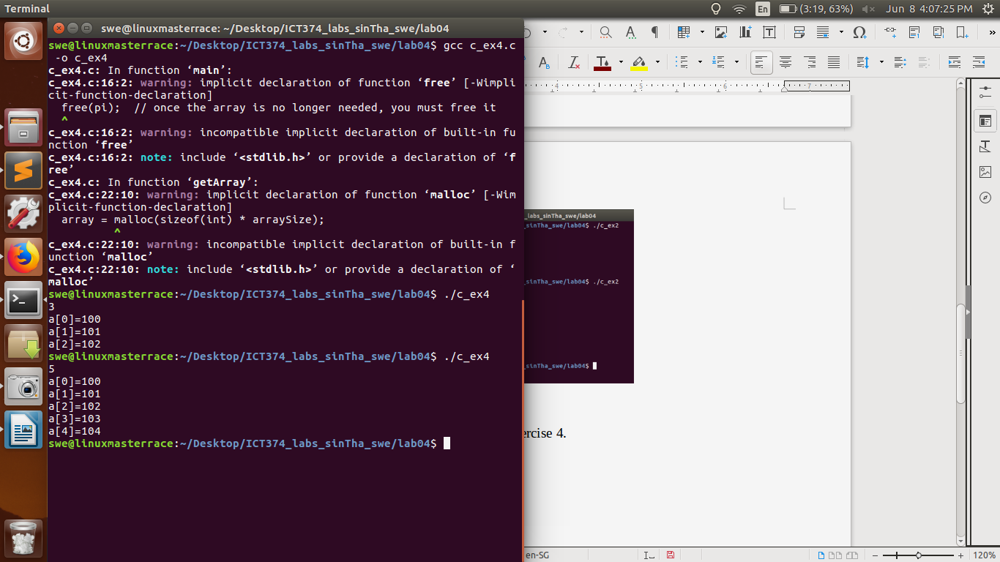 Terminal
En
(3:19, 63%)
Jun 8 4:07:25 PM
swe@linuxmasterrace: ~/Desktop/ICT374_labs_sinTha_swe/lab04
swe@linuxmasterrace:~/Desktop/ICT374_labs_sinTha_swe/lab04$ gcc c_ex4.c
 -o c_ex4
c_ex4.c: In function ‘main’:
c_ex4.c:16:2: warning: implicit declaration of function ‘free’ [-Wimpli
cit-function-declaration]
  free(pi);  // once the array is no longer needed, you must free it
  ^
c_ex4.c:16:2: warning: incompatible implicit declaration of built-in fu
nction ‘free’
c_ex4.c:16:2: note: include ‘<stdlib.h>’ or provide a declaration of ‘f
ree’
c_ex4.c: In function ‘getArray’:
c_ex4.c:22:10: warning: implicit declaration of function ‘malloc’ [-Wim
plicit-function-declaration]
  array = malloc(sizeof(int) * arraySize);
          ^
c_ex4.c:22:10: warning: incompatible implicit declaration of built-in f
unction ‘malloc’
c_ex4.c:22:10: note: include ‘<stdlib.h>’ or provide a declaration of ‘
malloc’
swe@linuxmasterrace:~/Desktop/ICT374_labs_sinTha_swe/lab04$ ./c_ex4
3
a[0]=100
a[1]=101
a[2]=102
swe@linuxmasterrace:~/Desktop/ICT374_labs_sinTha_swe/lab04$ ./c_ex4
5
a[0]=100
a[1]=101
a[2]=102
a[3]=103
a[4]=104
swe@linuxmasterrace:~/Desktop/ICT374_labs_sinTha_swe/lab04$
4 5 6 7
_labs_sinTha_swe/lab04
_sinTha_swe/lab04$ ./c_ex2
_sinTha_swe/lab04$ ./c_ex2
_sinTha_swe/lab04$
ercise 4.
en-SG
120%